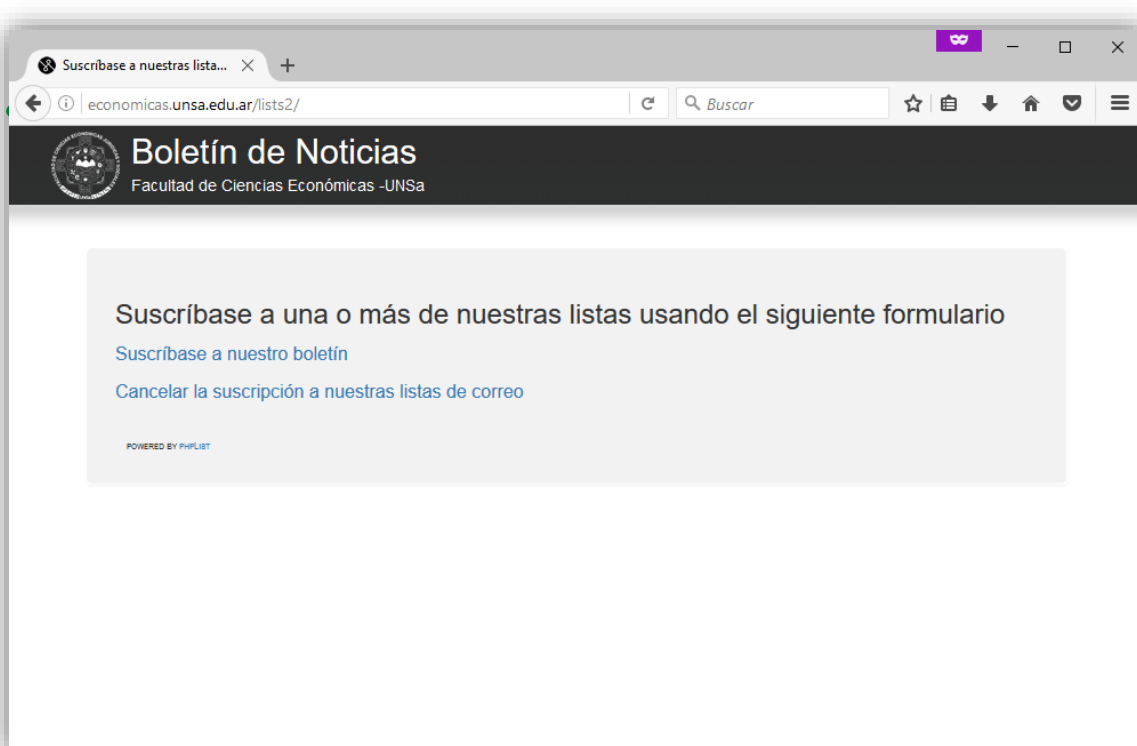 Suscríbase a nuestras lista...
economicas.unsa.edu.ar/lists2/
Buscar
Boletín de Noticias
Facultad de Ciencias Económicas -UNSa
Suscríbase a una o más de nuestras listas usando el siguiente formulario
Suscríbase a nuestro boletín
Cancelar la suscripción a nuestras listas de correo
POWERED BY PHPLIST